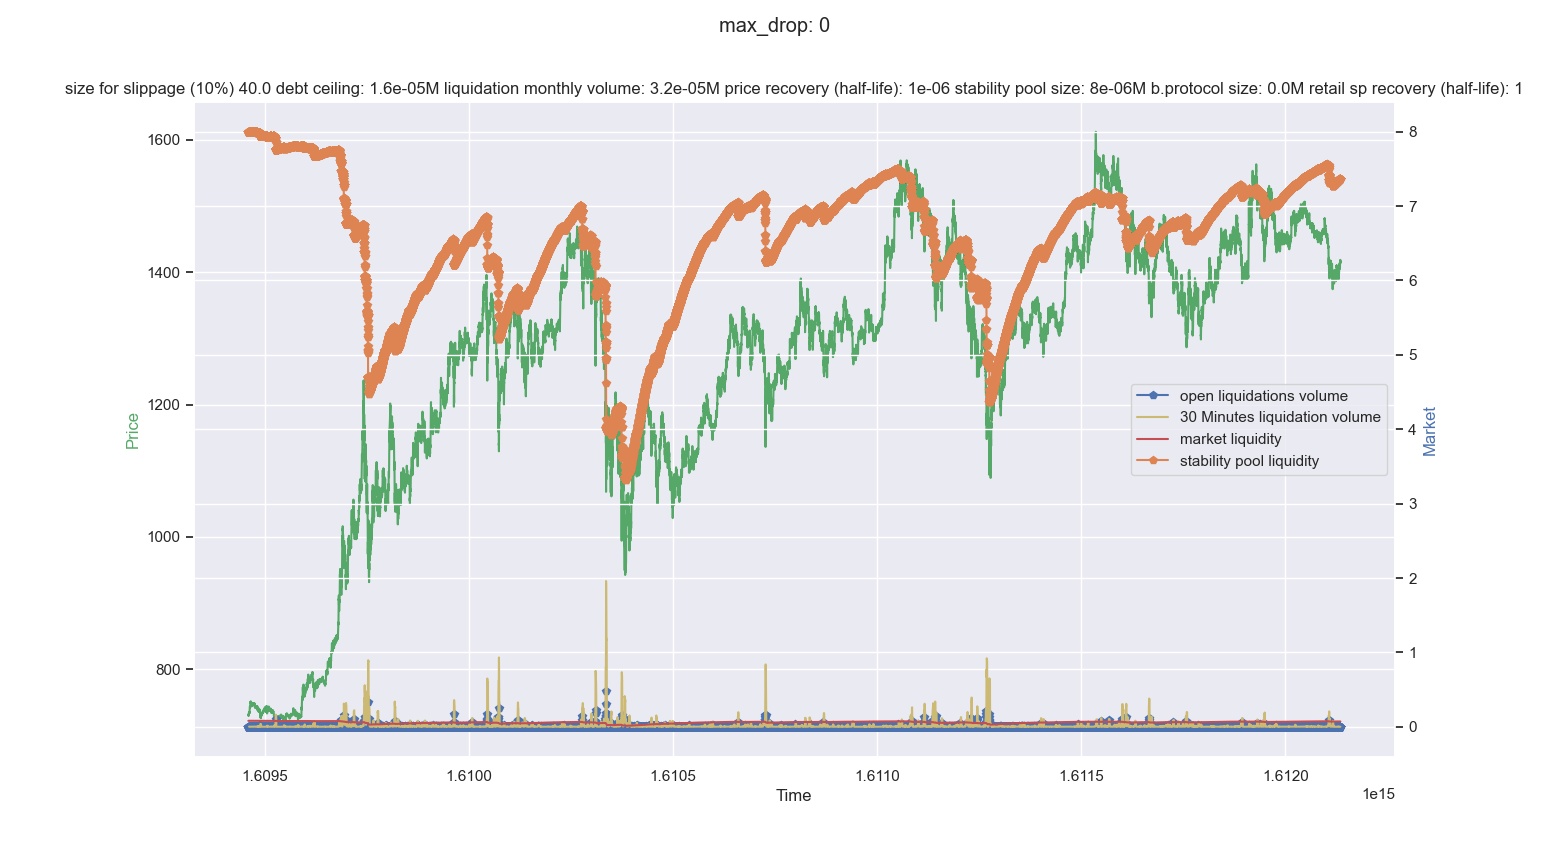 max_drop: 0
size for slippage (10%) 40.0 debt ceiling: 1.6e-05M liquidation monthly volume: 3.2e-05M price recovery (half-life): 1e-06 stability pool size: 8e-06M b.protocol size: 0.0M retail sp recovery (half-life): 1
1600
1400
1200
1000
800
Price
8
7
6
5
4
3
2
1
0
Market
open liquidations volume
30 Minutes liquidation volume
market liquidity
stability pool liquidity
1.6095
1.6100
1.6105
1.6110
1.6115
1.6120
Time
1e15